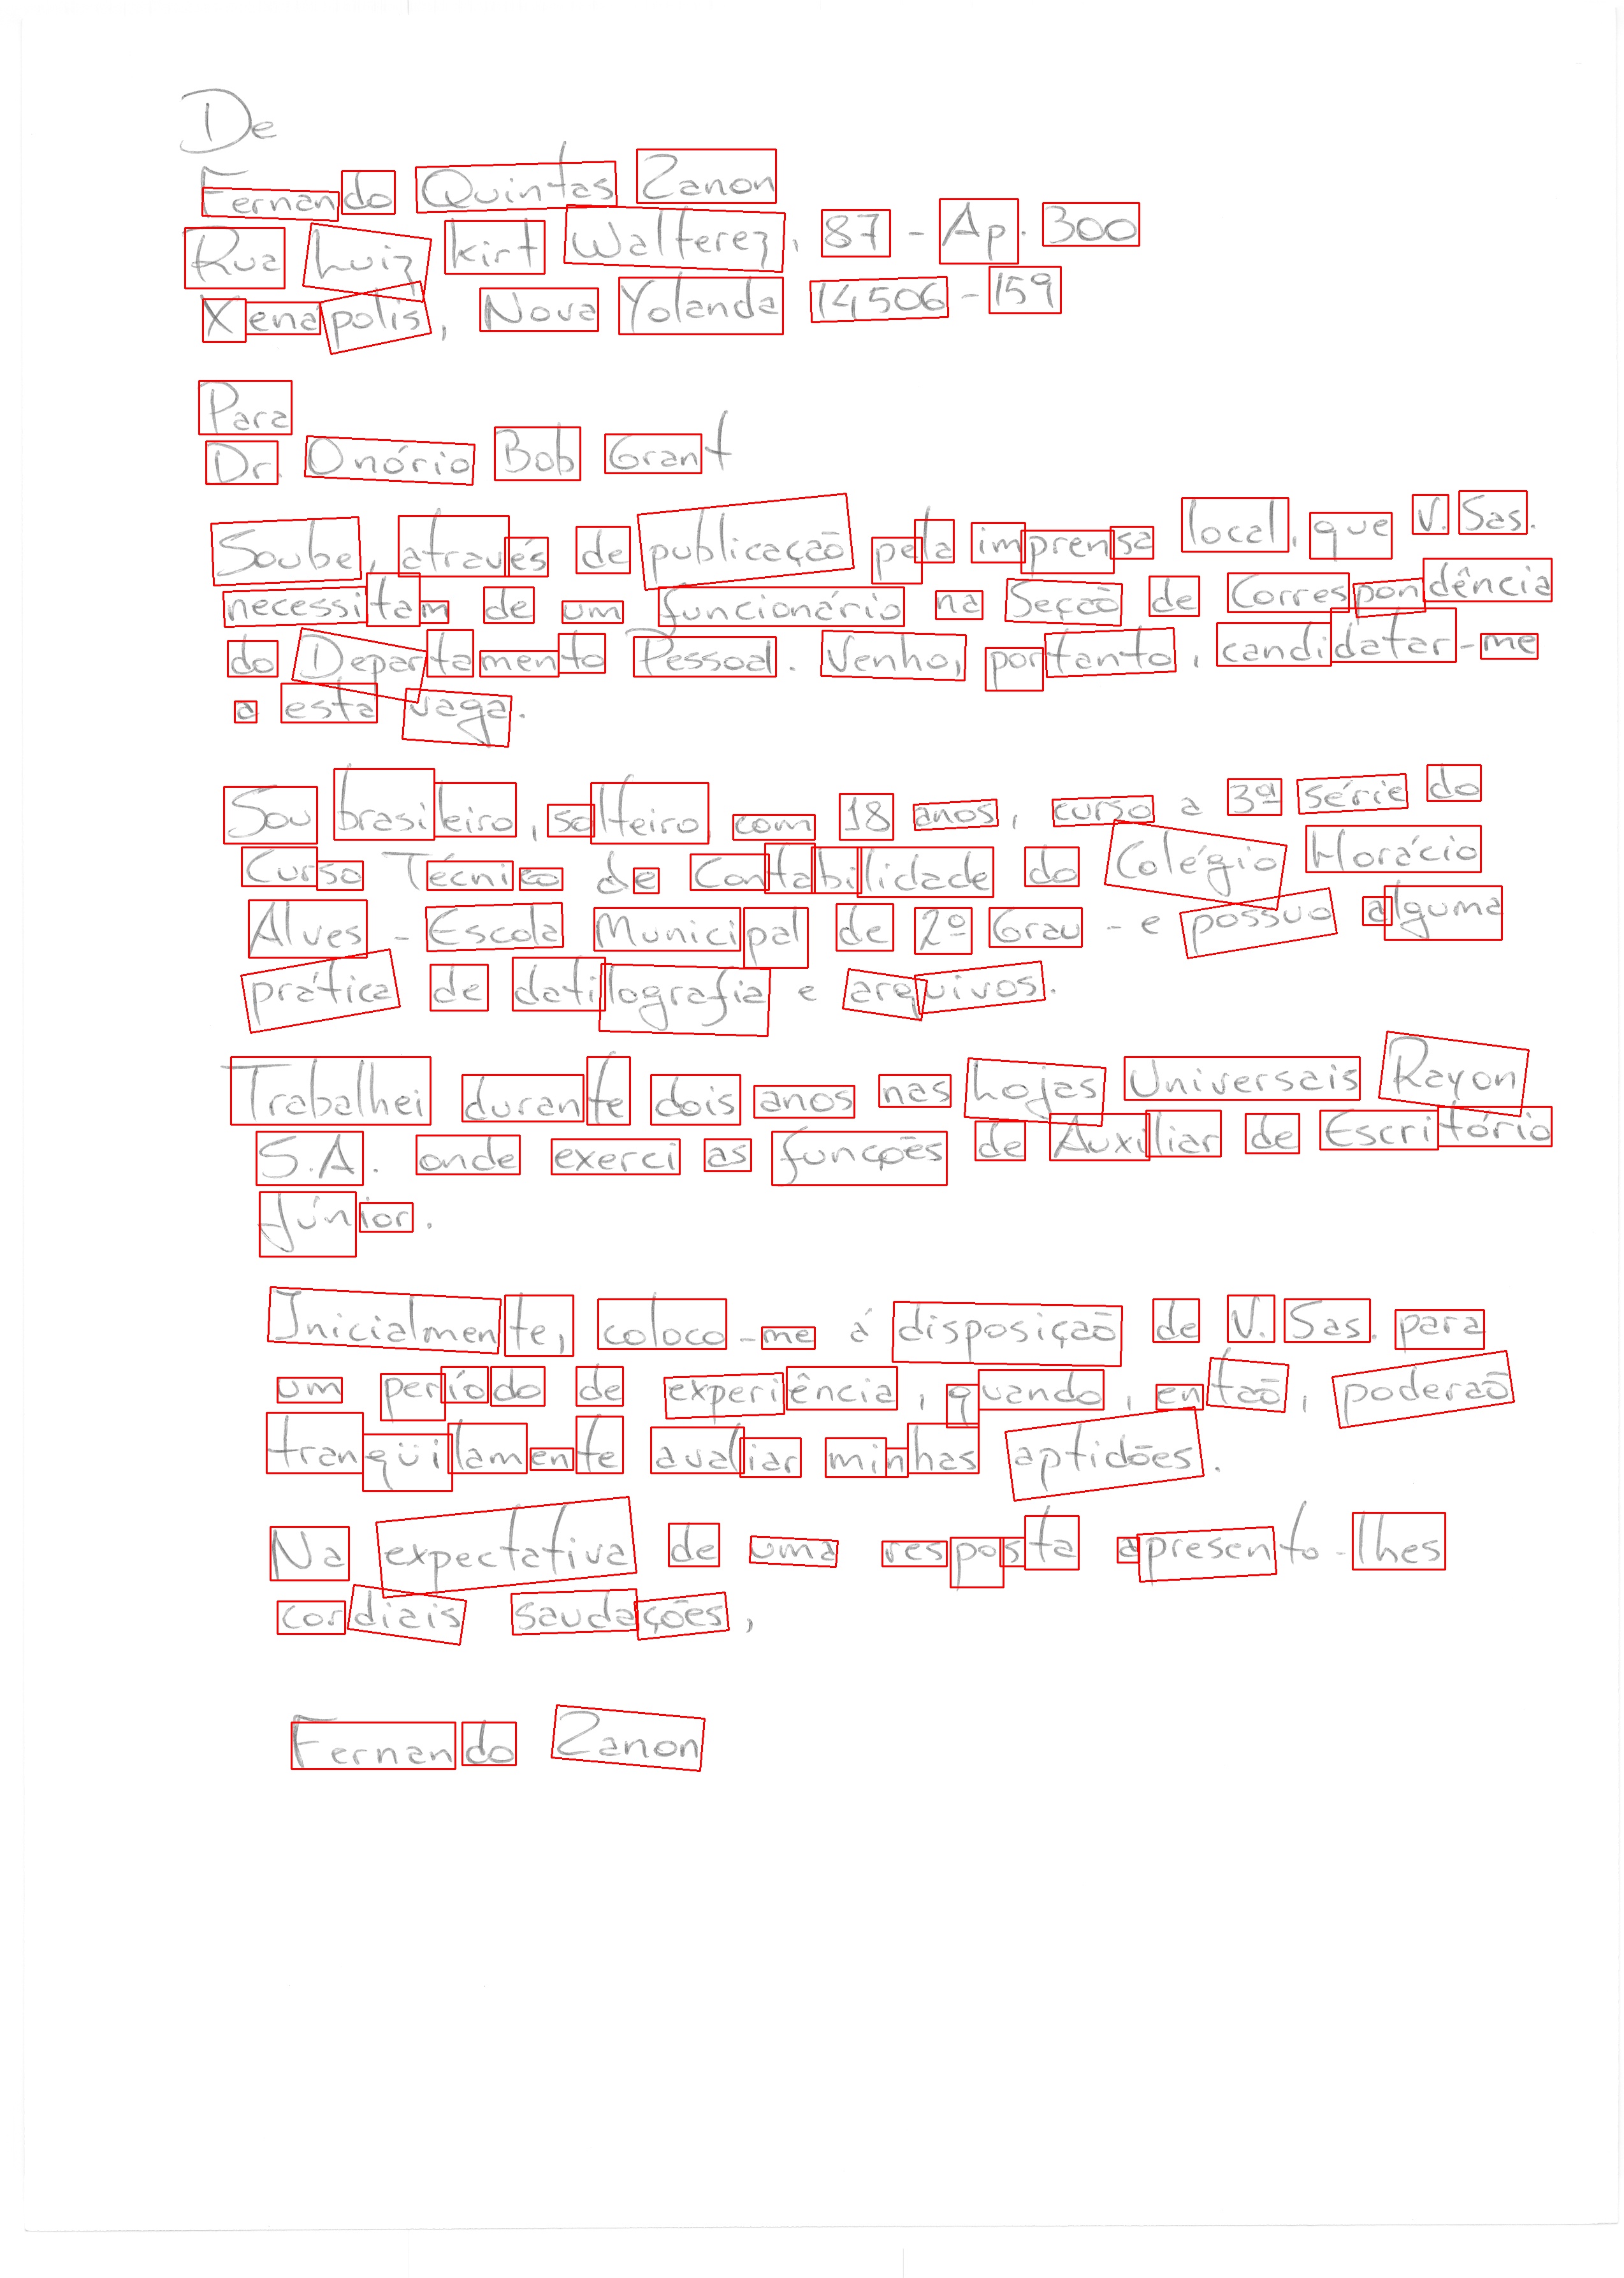 De
Fernando Quintas Zanon
Rua Luiz Kirt Walterez, 87 - Ap. 300
Xenápolis, Nova Yolanda 14506-159
Para
Dr. Onório Bob Grant
Soube, através de publicação pela imprensa local, que V. Sas.
necessitam de um funcionário na Seção de Correspondência
do Departamento Pessoal. Venho, portanto, candidatar-me
a esta vaga.
Sou brasileiro, solteiro com 18 anos, curso a 3ª série do
Curso Técnico de Contabilidade do Colégio Horácio
Alves - Escola Municipal de 2º Grau - e possuo alguma
prática de datilografia e arquivos.
Trabalhei durante dois anos nas Lojas Universais Rayon
S.A. onde exerci as funções de Auxiliar de Escritório
Júnior.
Inicialmente, coloco-me á disposição de V. Sas. para
um período de experiência, quando, então, poderão
tranqüilamente avaliar minhas aptidões.
Na expectativa de uma resposta apresento-lhes
cordiais saudações,
Fernando Zanon